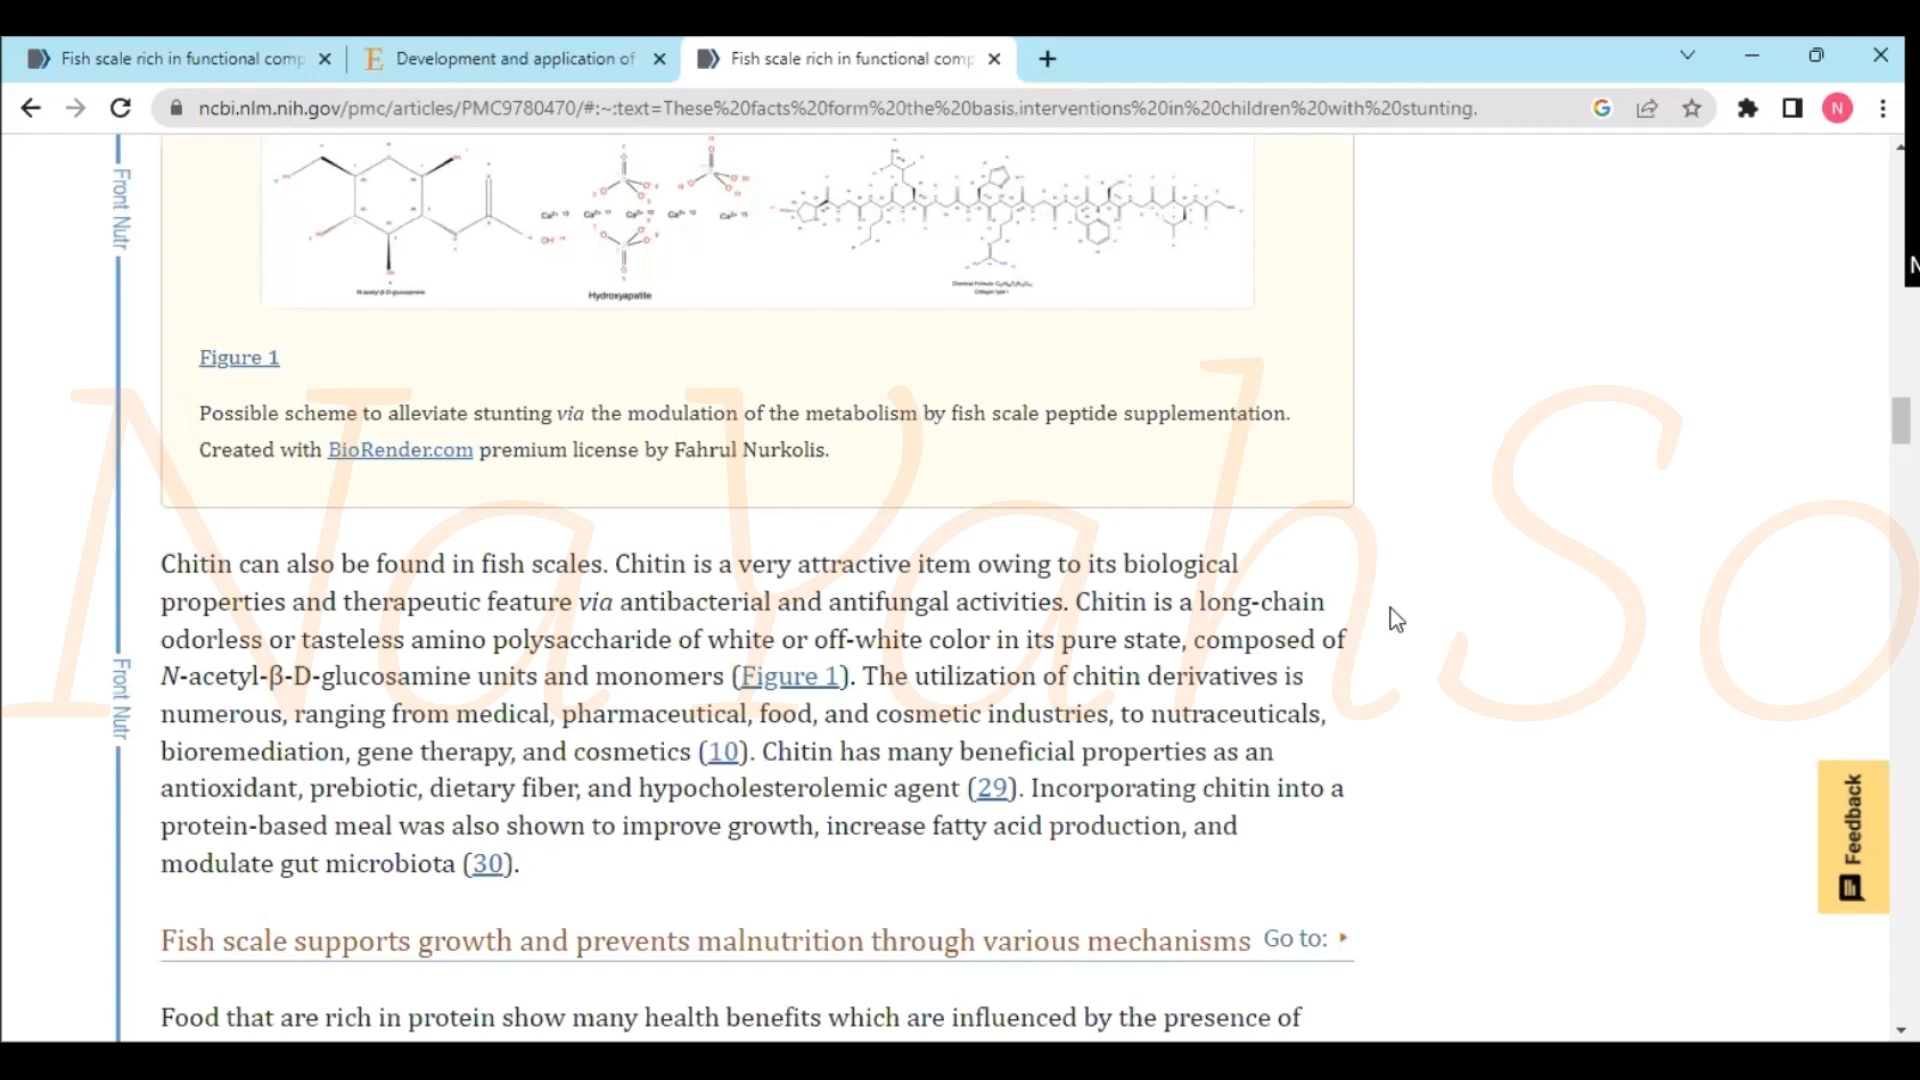 Fish scale rich in functional comp
Development and application of
Fish scale rich in functional comp
ncbi.nlm.nih.gov/pmc/articles/PMC9780470/#:~:text=These%20facts%20form%20the%20basis,interventions%20in%20children%20with%20stunting.
N
N
Front Nutr
Hydroxyapatite
Figure 1
Possible scheme to alleviate stunting via the modulation of the metabolism by fish scale peptide supplementation.
Created with BioRender.com premium license by Fahrul Nurkolis.
NaYahSo
Chitin can also be found in fish scales. Chitin is a very attractive item owing to its biological
properties and therapeutic feature via antibacterial and antifungal activities. Chitin is a long-chain
odorless or tasteless amino polysaccharide of white or off-white color in its pure state, composed of
N-acetyl-β-D-glucosamine units and monomers (Figure 1). The utilization of chitin derivatives is
numerous, ranging from medical, pharmaceutical, food, and cosmetic industries, to nutraceuticals,
bioremediation, gene therapy, and cosmetics (10). Chitin has many beneficial properties as an
antioxidant, prebiotic, dietary fiber, and hypocholesterolemic agent (29). Incorporating chitin into a
protein-based meal was also shown to improve growth, increase fatty acid production, and
modulate gut microbiota (30).
Front Nutr
Feedback
Fish scale supports growth and prevents malnutrition through various mechanisms Go to:
Food that are rich in protein show many health benefits which are influenced by the presence of